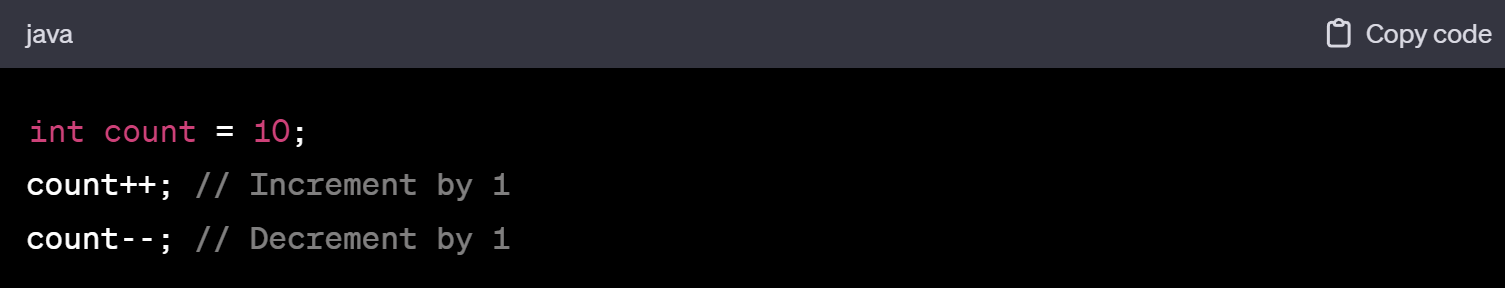 java
Copy code
int count = 10;
count++; // Increment by 1
count--; // Decrement by 1